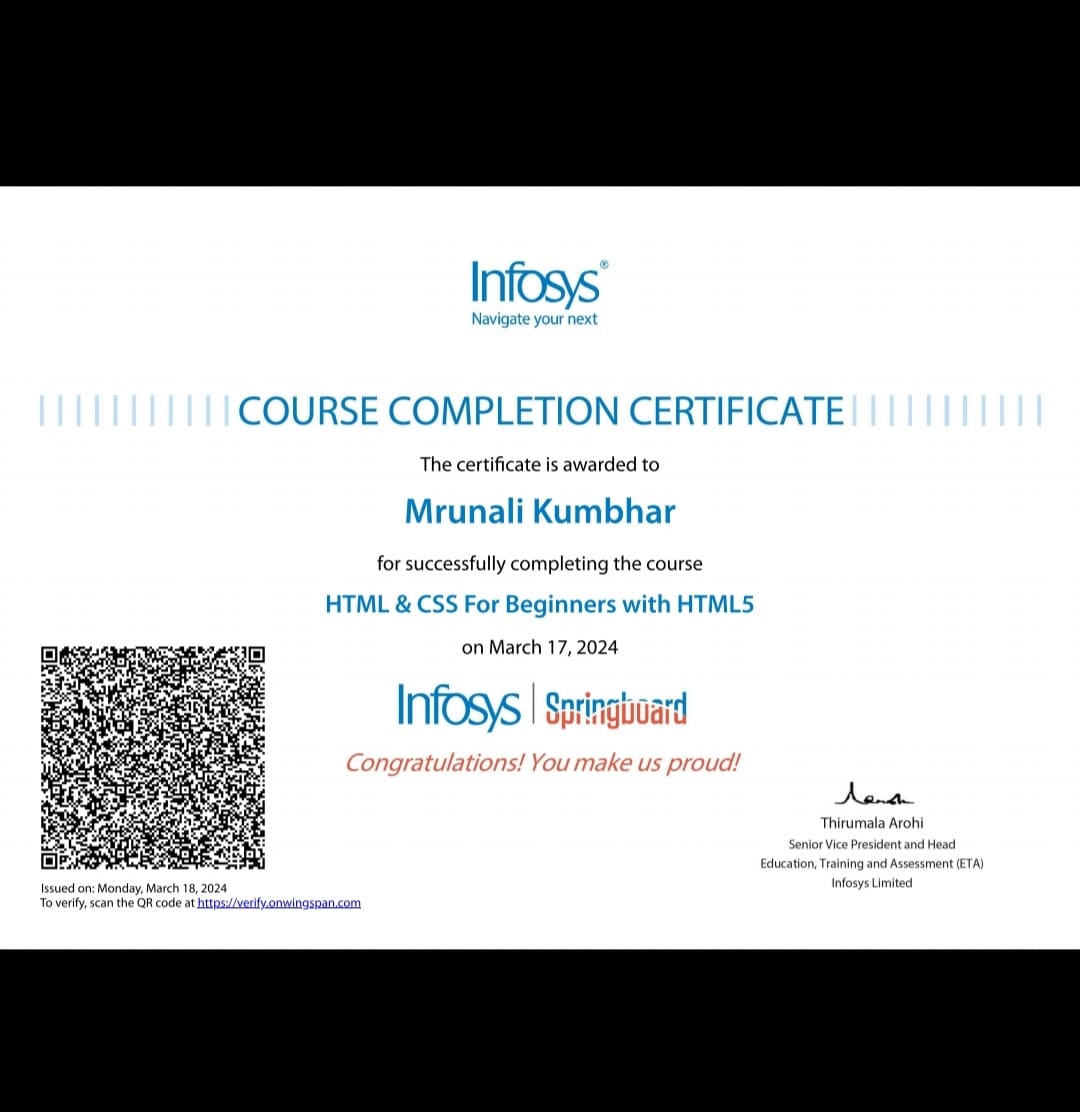 Infosys®
Navigate your next
COURSE COMPLETION CERTIFICATE
The certificate is awarded to
Mrunali Kumbhar
for successfully completing the course
HTML & CSS For Beginners with HTML5
on March 17, 2024
Infosys | Springboard
Congratulations! You make us proud!
Thirumala Arohi
Senior Vice President and Head
Education, Training and Assessment (ETA)
Infosys Limited
Issued on: Monday, March 18, 2024
To verify, scan the QR code at https://verify.onwingspan.com